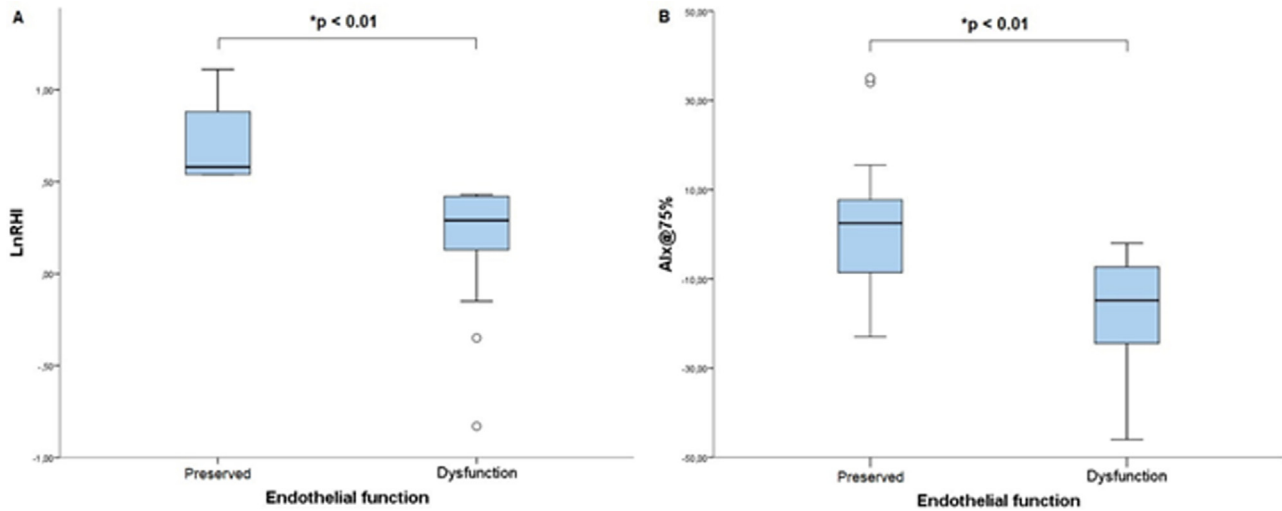 A
*p < 0.01
1,00
,50
,00
-,50
-1,00
LnRHI
Preserved
Dysfunction
Endothelial function
B
*p < 0.01
50,00
30,00
10,00
-10,00
-30,00
-50,00
AIx@75%
Preserved
Dysfunction
Endothelial function